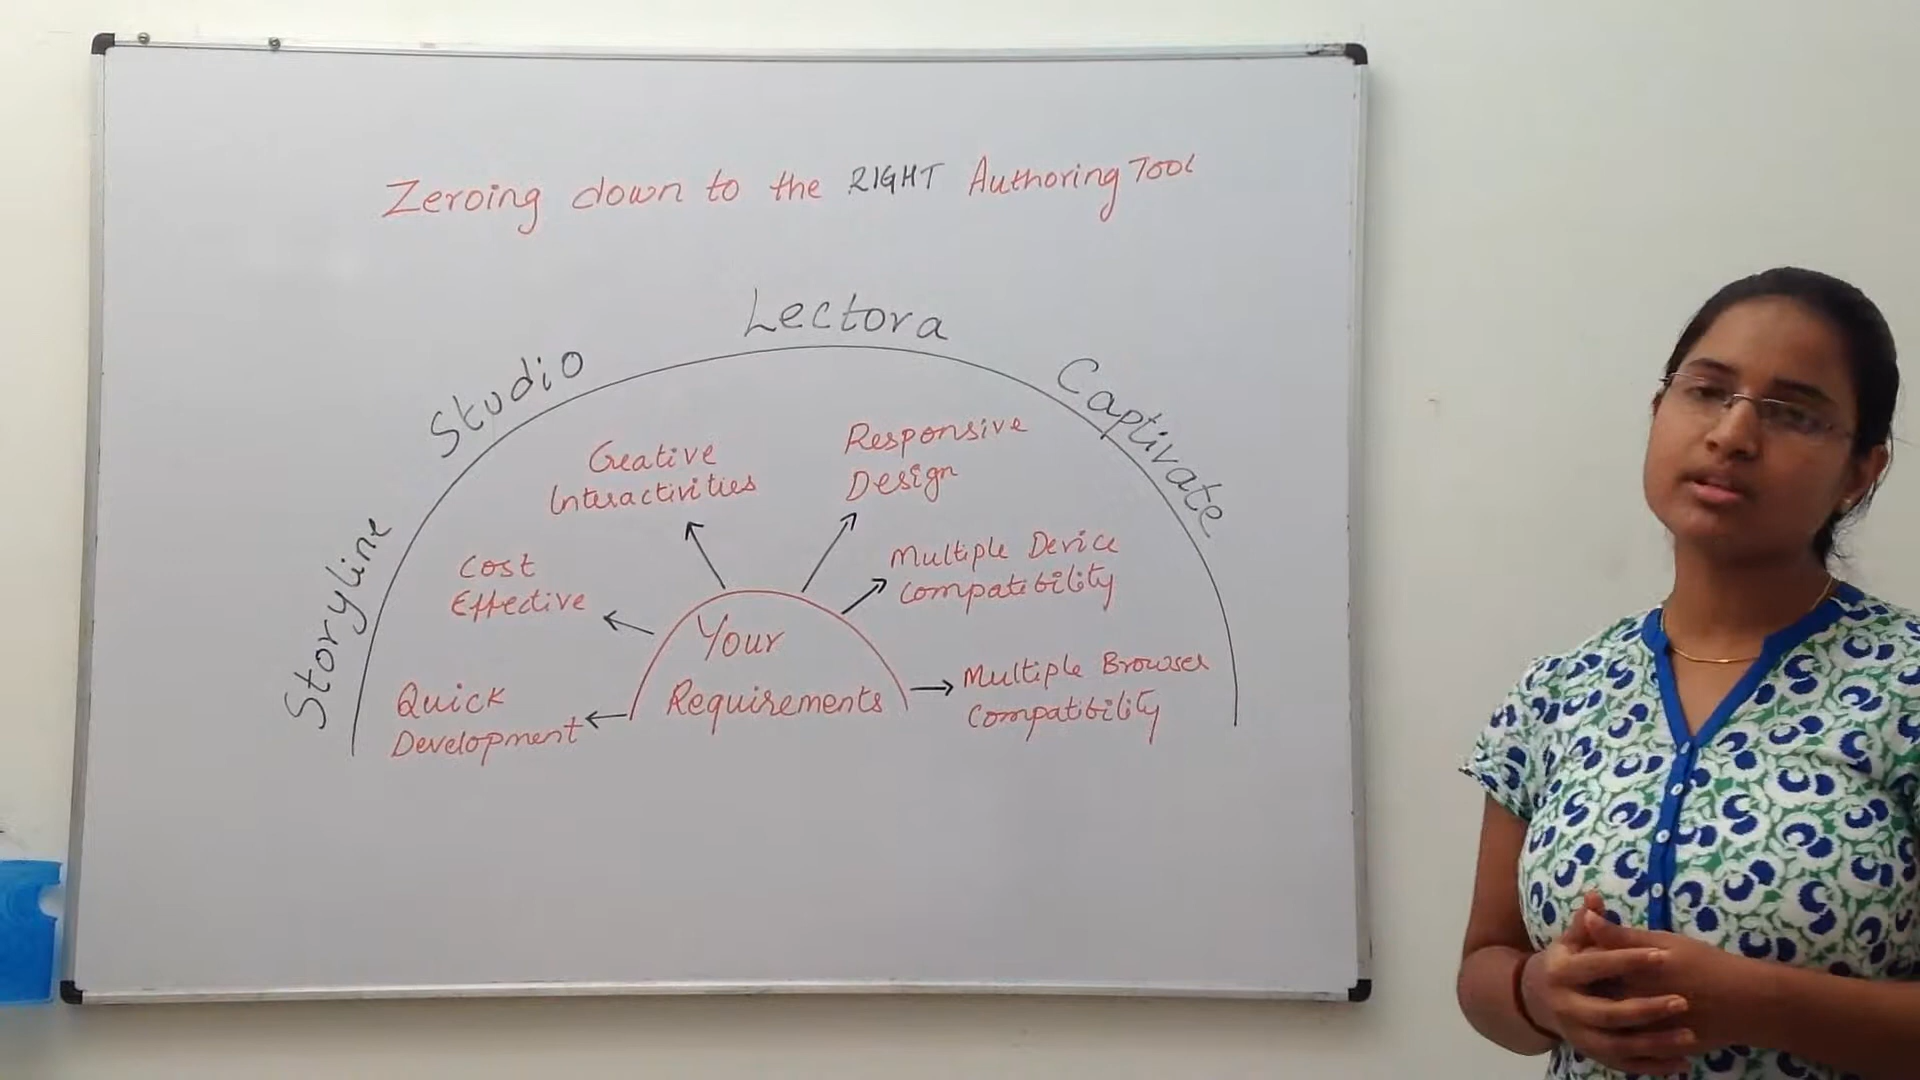 Zeroing down to the RIGHT Authoring Tool
Lectora
Studio
Captivate
Storyline
Creative
Interactivities
Responsive
Design
Cost
Effective
Multiple Device
Compatibility
Your
Requirements
Quick
Development
Multiple Browser
Compatibility